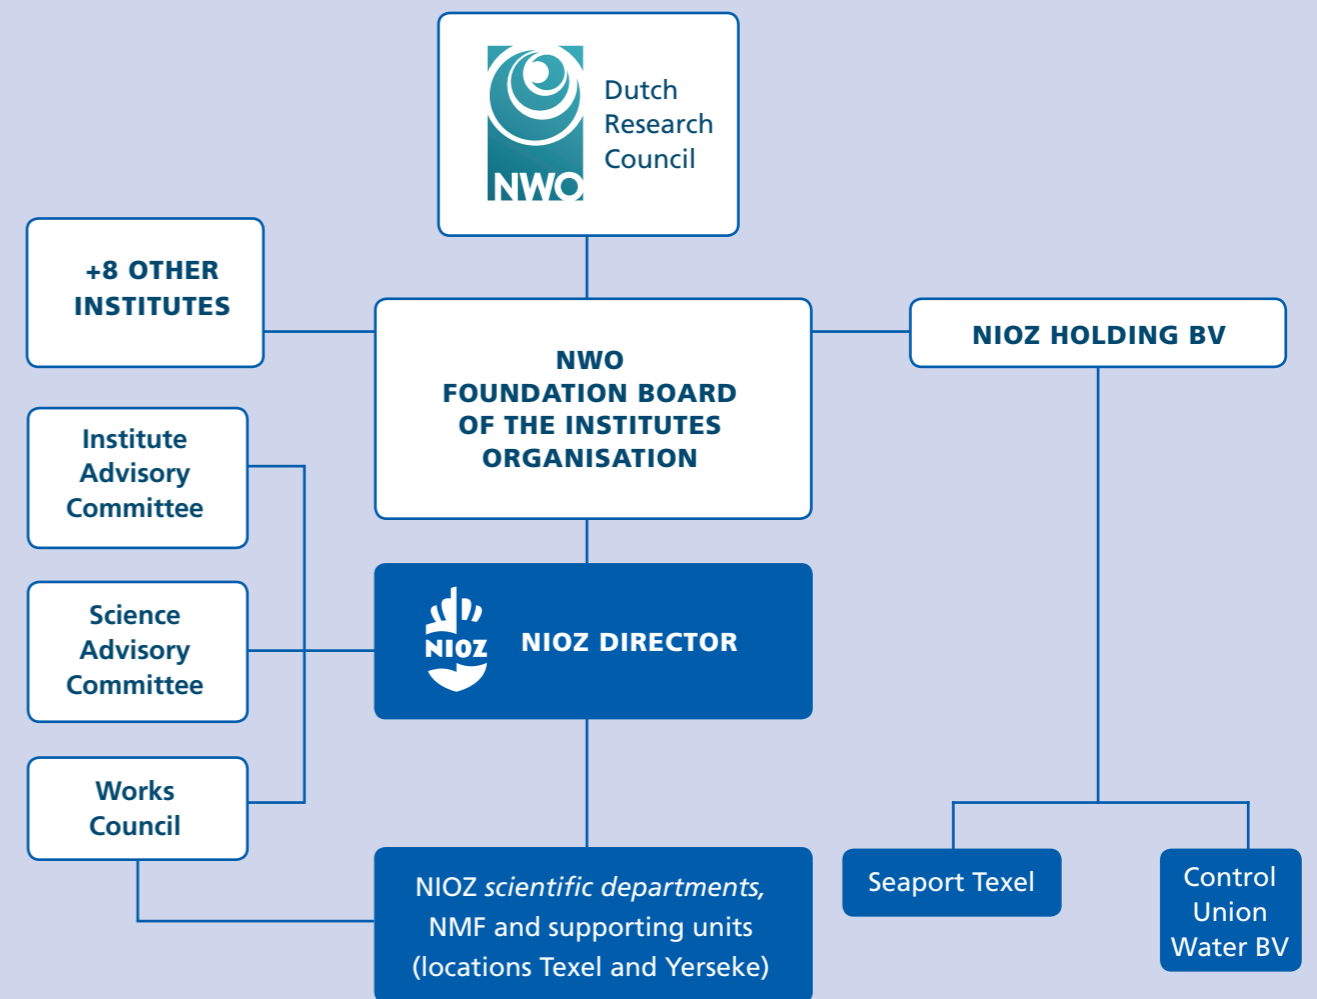 NWO
Dutch
Research
Council
+8 OTHER
INSTITUTES
NWO
FOUNDATION BOARD
OF THE INSTITUTES
ORGANISATION
NIOZ HOLDING BV
Institute
Advisory
Committee
Science
Advisory
Committee
Works
Council
NIOZ
NIOZ DIRECTOR
NIOZ scientific departments,
NMF and supporting units
(locations Texel and Yerseke)
Seaport Texel
Control
Union
Water BV